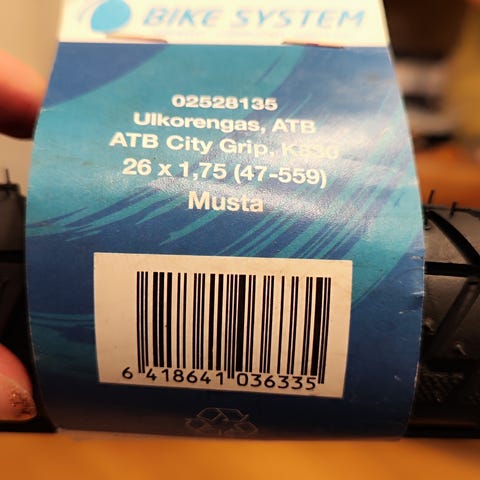 BIKE SYSTEM
02528135
Ulkorengas, ATB
ATB City Grip, K830
26 x 1,75 (47-559)
Musta
6 418641 036335